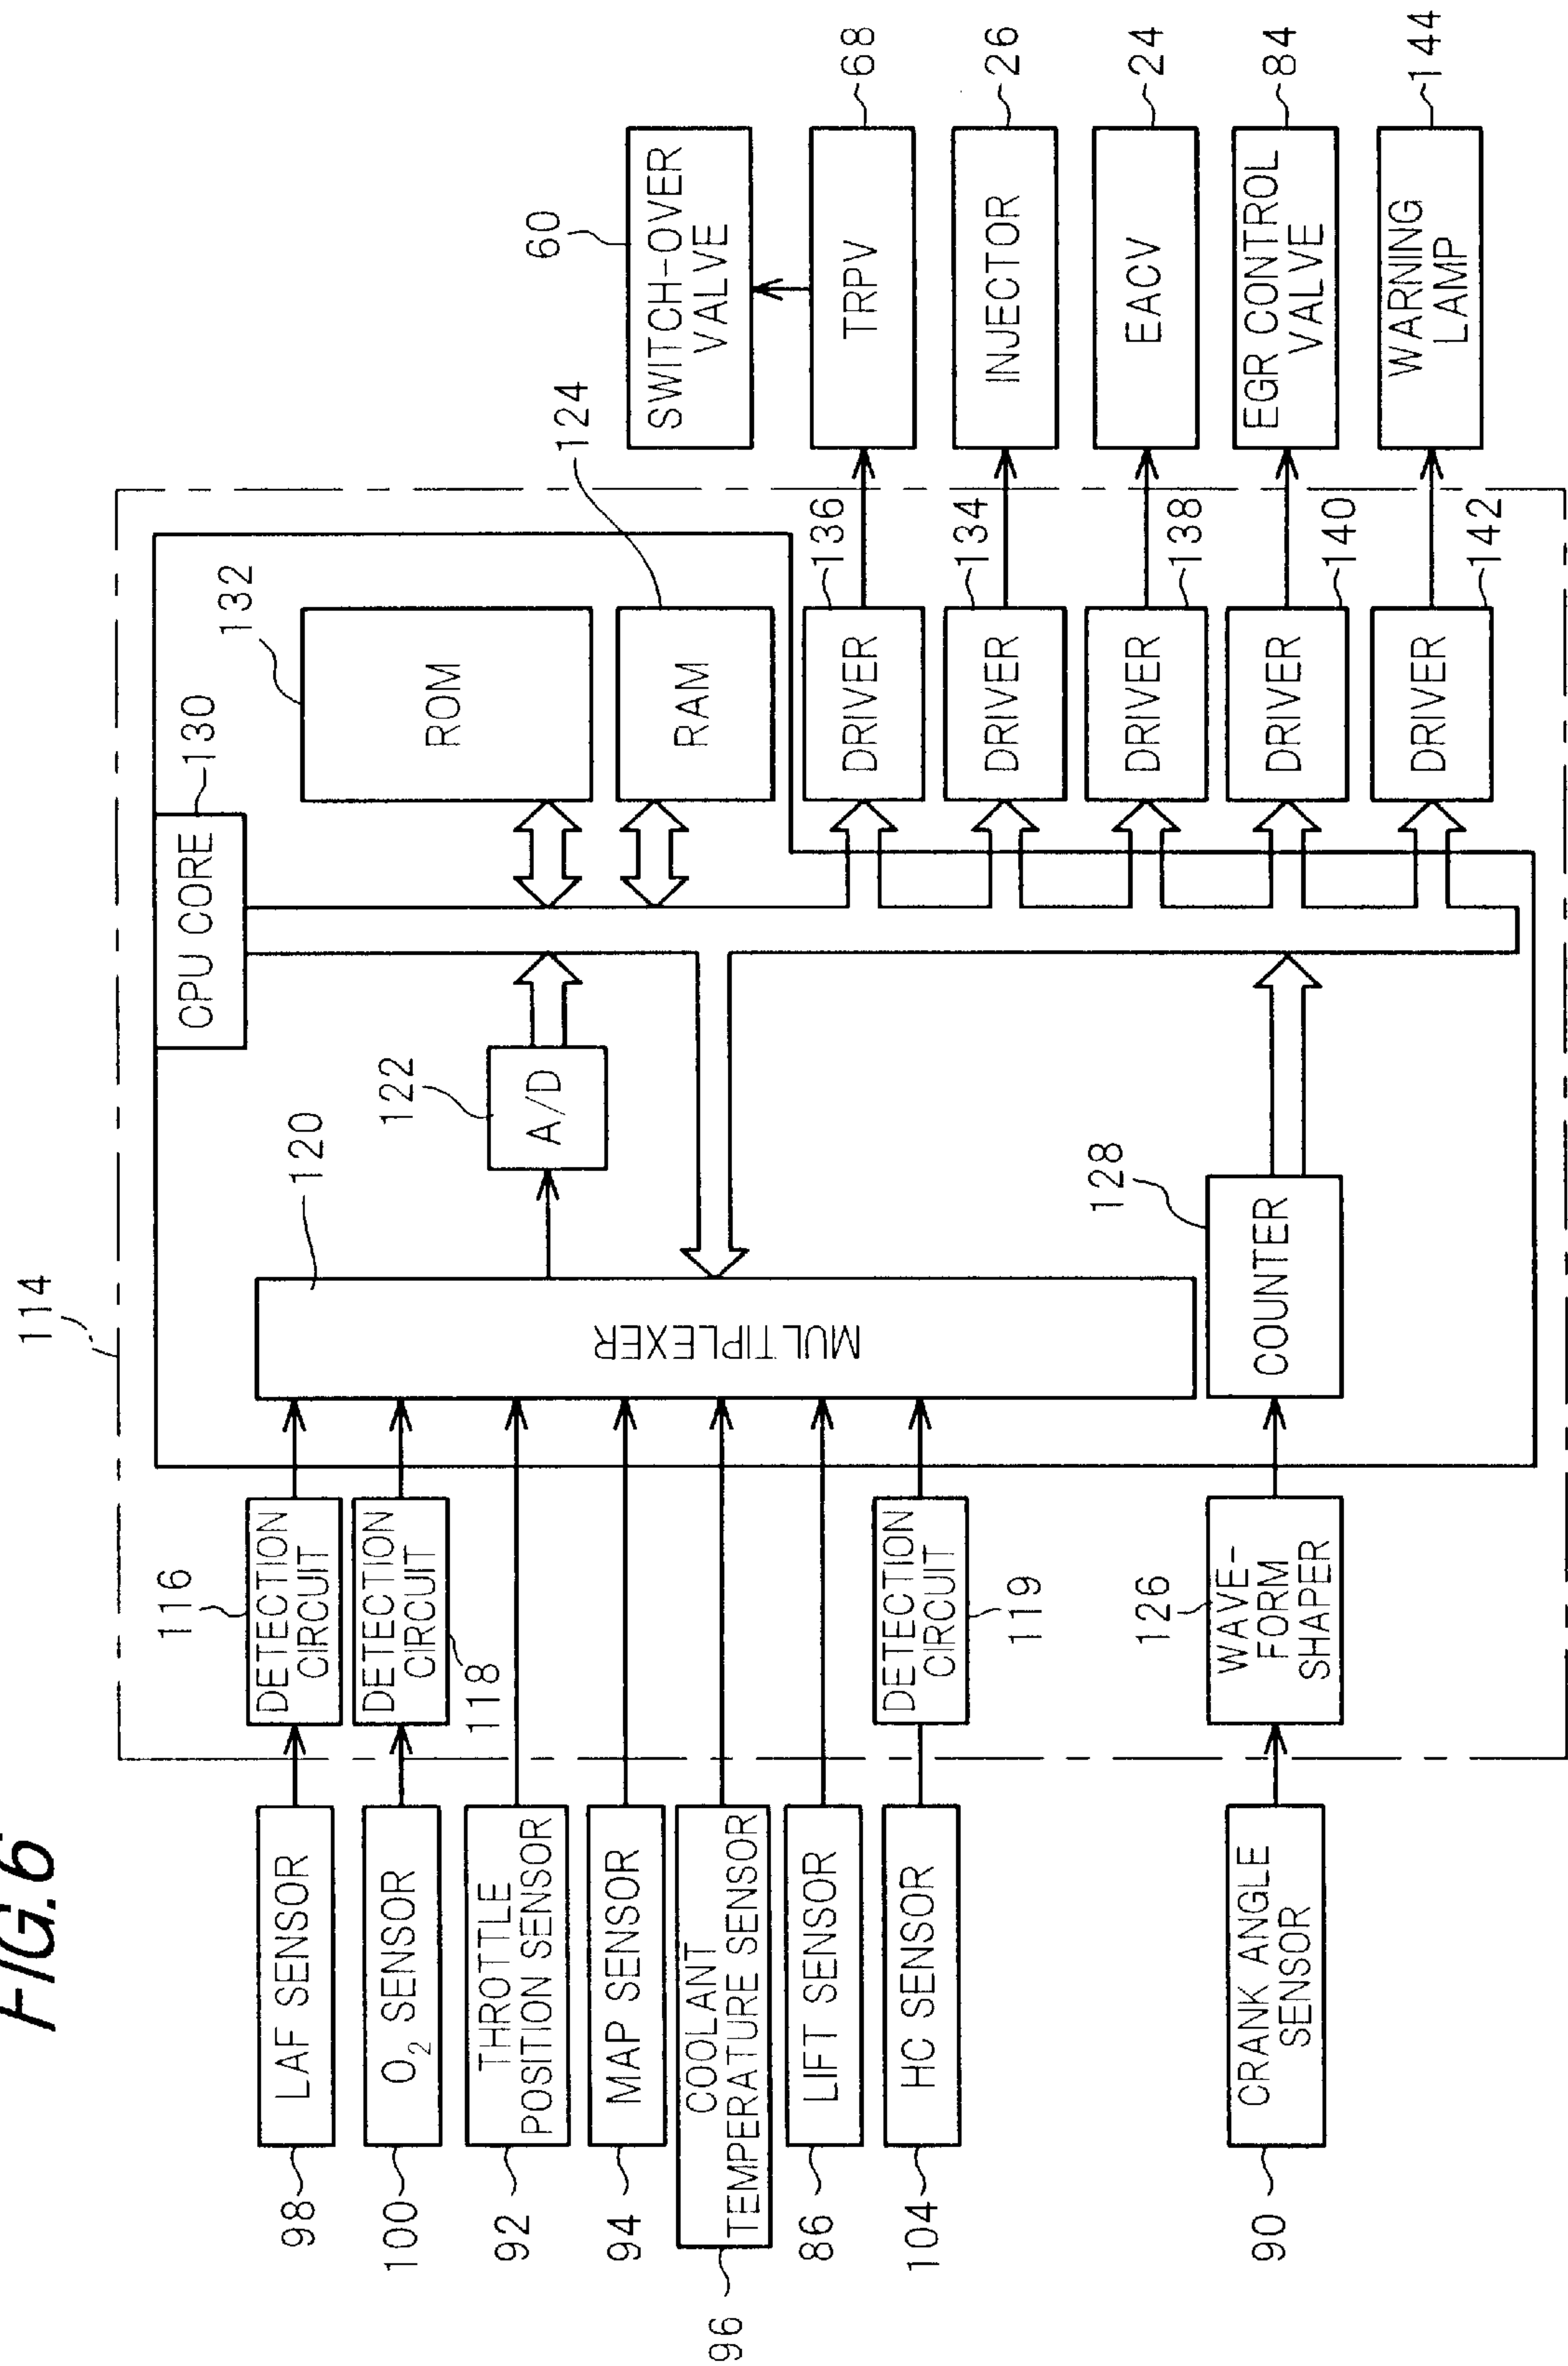 FIG.6
114
98
LAF SENSOR
116
DETECTION
CIRCUIT
100
O₂ SENSOR
118
DETECTION
CIRCUIT
92
THROTTLE
POSITION SENSOR
94
MAP SENSOR
96
COOLANT
TEMPERATURE SENSOR
86
LIFT SENSOR
104
HC SENSOR
DETECTION
CIRCUIT
119
90
CRANK ANGLE
SENSOR
126
WAVE-
FORM
SHAPER
120
MULTIPLEXER
122
A/D
128
COUNTER
CPU CORE
130
132
ROM
124
RAM
DRIVER
136
DRIVER
134
DRIVER
138
DRIVER
140
DRIVER
142
60
SWITCH-OVER
VALVE
TRPV
68
INJECTOR
26
EACV
24
EGR CONTROL
VALVE
84
WARNING
LAMP
144